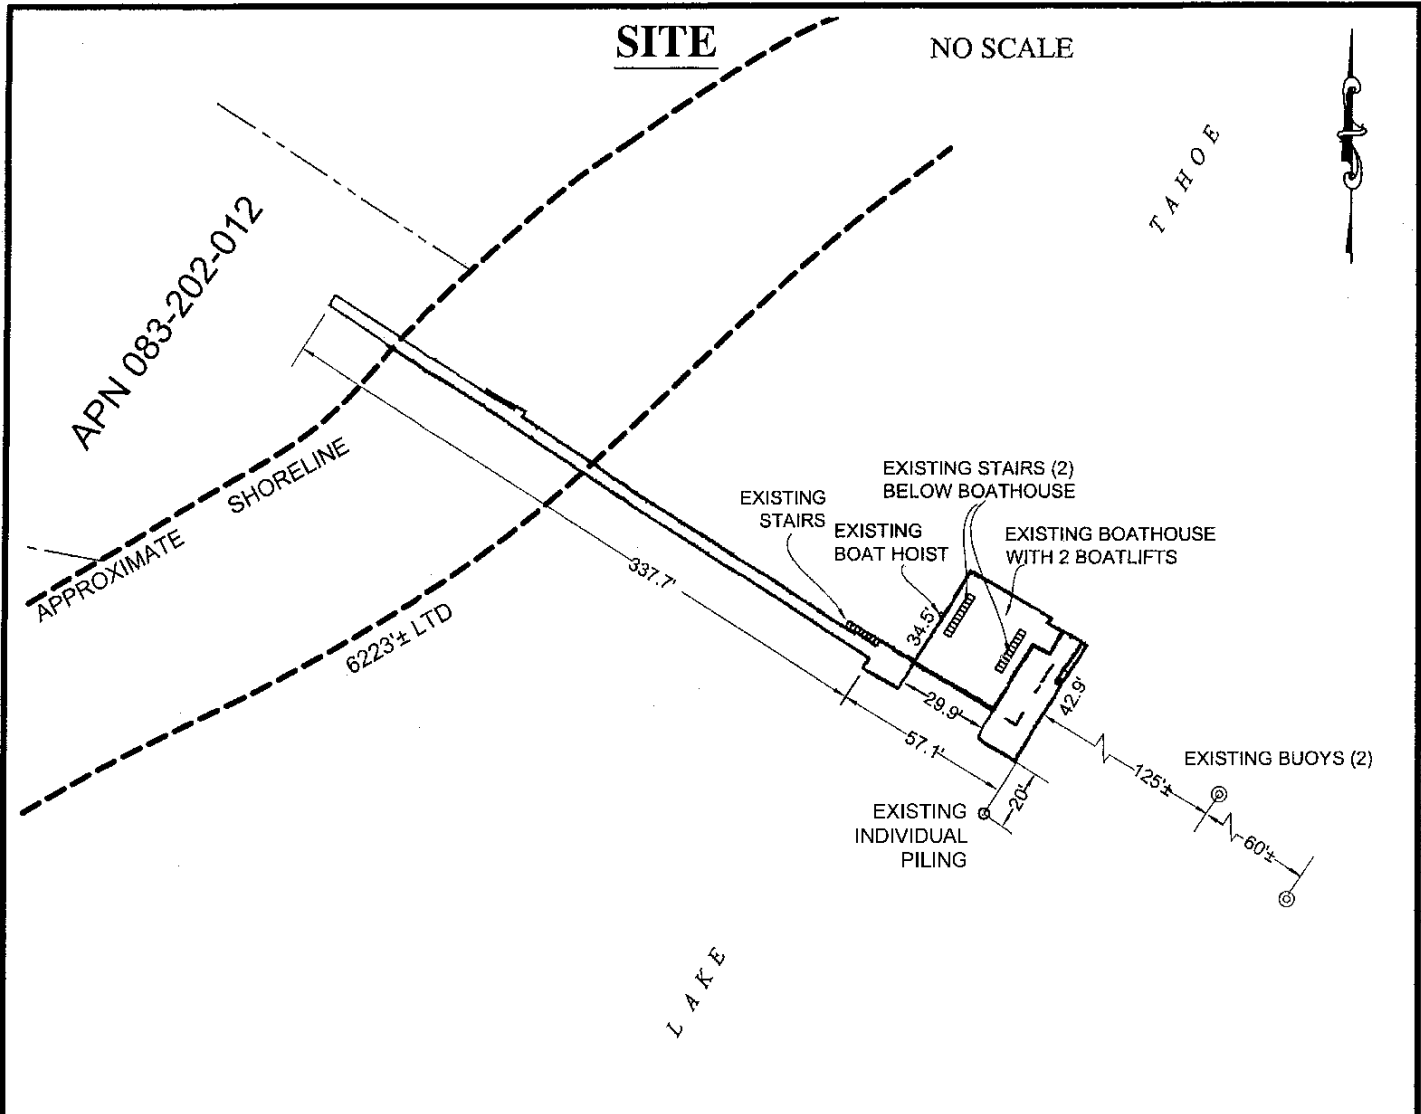 SITE
NO SCALE
TAHOE
APN 083-202-012
APPROXIMATE SHORELINE
6223'± LTD
337.7'
EXISTING
STAIRS
EXISTING
BOAT HOIST
EXISTING STAIRS (2)
BELOW BOATHOUSE
EXISTING BOATHOUSE
WITH 2 BOATLIFTS
34.5'
29.9'
42.9'
57.1'
20'
125'±
60'±
EXISTING BUOYS (2)
EXISTING
INDIVIDUAL
PILING
LAKE